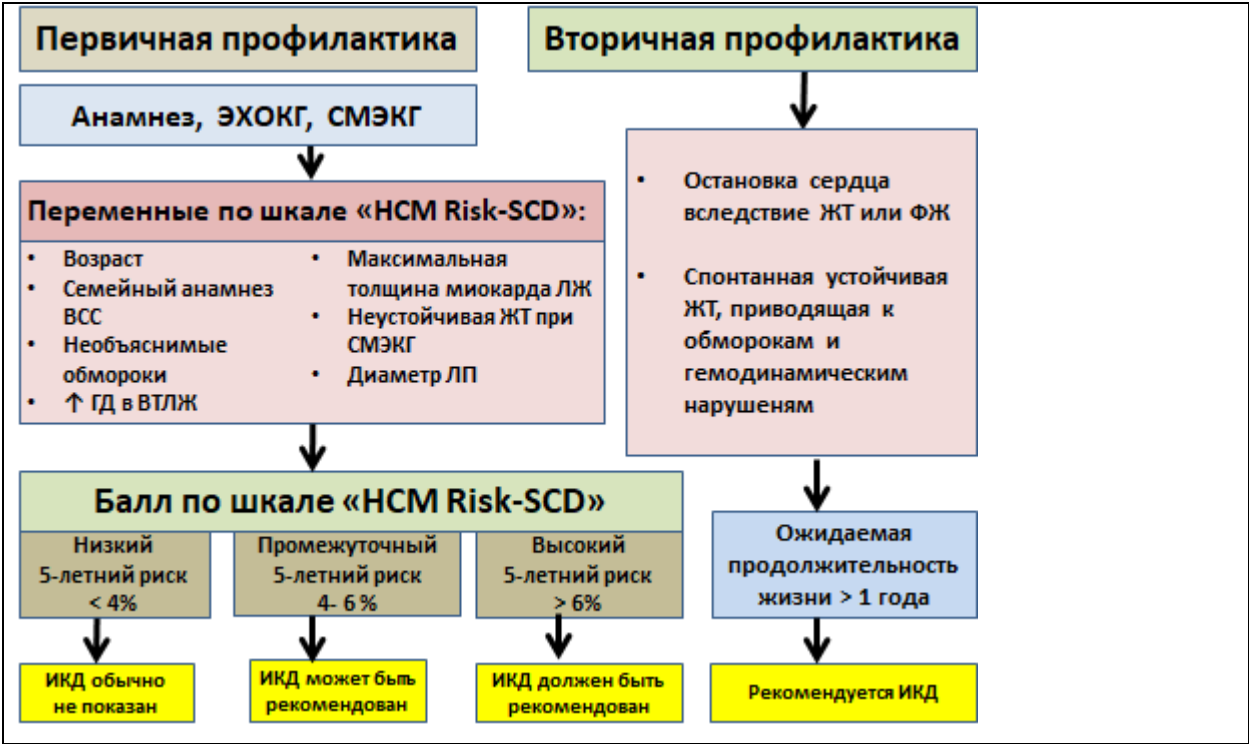 Первичная профилактика
Анамнез, ЭХОКГ, СМЭКГ
Переменные по шкале «HCM Risk-SCD»:
• Возраст
• Семейный анамнез
ВСС
• Необъяснимые
обмороки
• ↑ ГД в ВТЛЖ
• Максимальная
толщина миокарда ЛЖ
• Неустойчивая ЖТ при
СМЭКГ
• Диаметр ЛП
Балл по шкале «HCM Risk-SCD»
Низкий
5-летний риск
< 4%
Промежуточный
5-летний риск
4- 6 %
Высокий
5-летний риск
> 6%
ИКД обычно
не показан
ИКД может быть
рекомендован
ИКД должен быть
рекомендован
Вторичная профилактика
• Остановка сердца
вследствие ЖТ или ФЖ
• Спонтанная устойчивая
ЖТ, приводящая к
обморокам и
гемодинамическим
нарушеням
Ожидаемая
продолжительность
жизни > 1 года
Рекомендуется ИКД